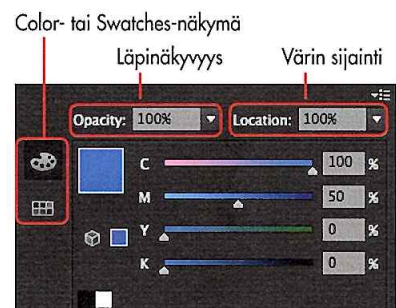 Color- tai Swatches-näkymä
Läpinäkyvyys Värin sijainti
Opacity: 100% Location: 100%
C 100 %
M 50 %
Y 0 %
K 0 %